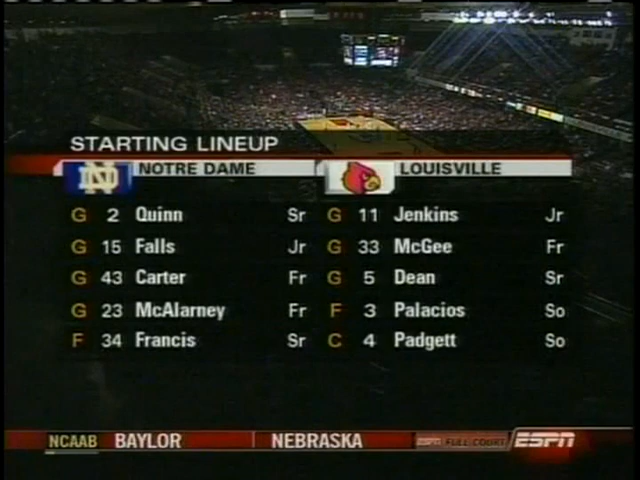 STARTING LINEUP
ND NOTRE DAME LOUISVILLE
G 2 Quinn Sr G 11 Jenkins Jr
G 15 Falls Jr G 33 McGee Fr
G 43 Carter Fr G 5 Dean Sr
G 23 McAlarney Fr F 3 Palacios So
F 34 Francis Sr C 4 Padgett So
NCAAB BAYLOR NEBRASKA ESPN FULL COURT ESPN